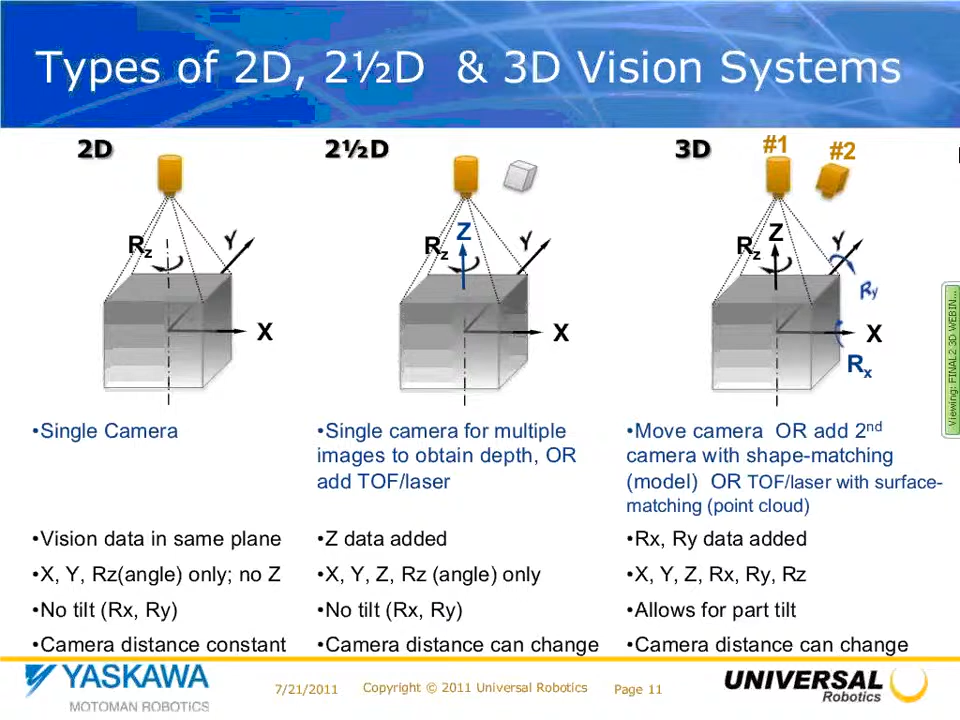 Types of 2D, 2½D & 3D Vision Systems
2D
2½D
3D
#1
#2
Rz
Y
X
Rz
Z
Y
X
Rz
Z
Y
Ry
X
Rx
•Single Camera
•Single camera for multiple
images to obtain depth, OR
add TOF/laser
•Move camera OR add 2nd
camera with shape-matching
(model) OR TOF/laser with surface-
matching (point cloud)
•Vision data in same plane
•Z data added
•Rx, Ry data added
•X, Y, Rz(angle) only; no Z
•X, Y, Z, Rz (angle) only
•X, Y, Z, Rx, Ry, Rz
•No tilt (Rx, Ry)
•No tilt (Rx, Ry)
•Allows for part tilt
•Camera distance constant
•Camera distance can change
•Camera distance can change
Viewing: FINAL2 3D WEBIN...
YASKAWA
MOTOMAN ROBOTICS
7/21/2011
Copyright © 2011 Universal Robotics
Page 11
UNIVERSAL
Robotics